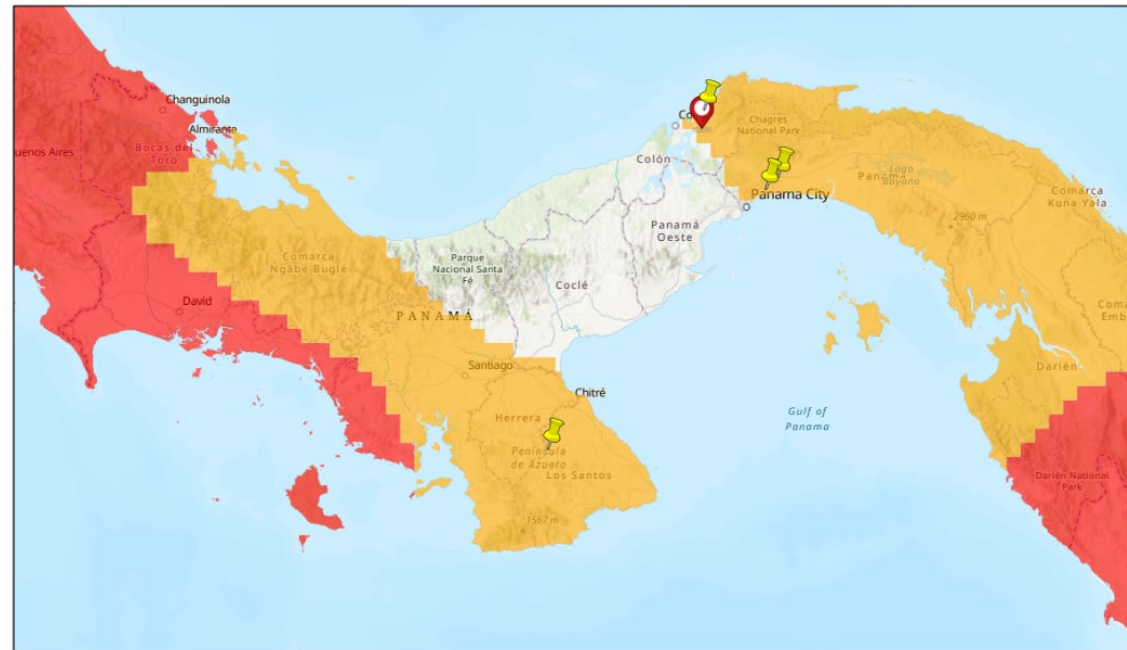 Changuinola
Almirante
Bocas del
Toro
uenos Aires
David
Comarca
Ngäbe Buglé
PANAMÁ
Parque
Nacional Santa
Fé
Coclé
Colón
Panamá
Oeste
Chagres
National Park
Panama City
Panamá
Lago
Bayano
Comarca
Kuna Yala
2960 m
Santiago
Chitré
Herrera
Península
de Azuero
Los Santos
1567 m
Gulf of
Panama
Darién
Darién National
Park